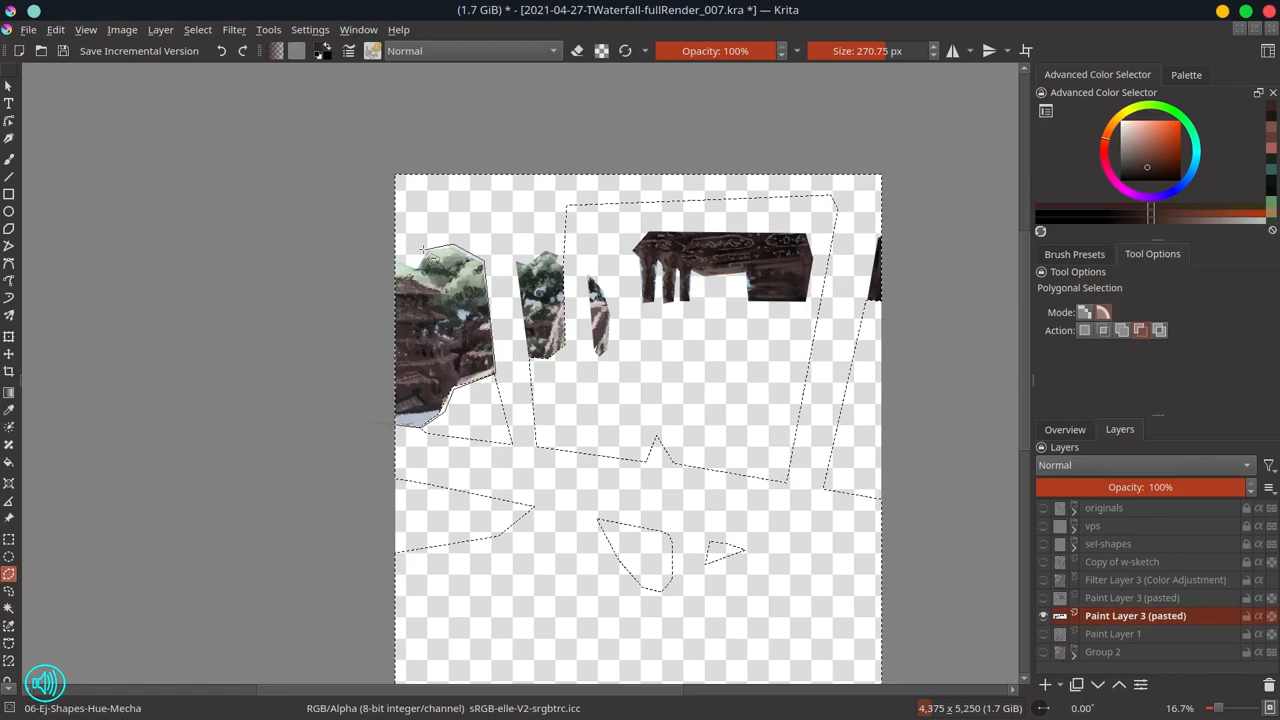 (1.7 GiB) * - [2021-04-27-TWaterfall-fullRender_007.kra *] — Krita
File Edit View Image Layer Select Filter Tools Settings Window Help
Save Incremental Version Normal Opacity: 100% Size: 270.75 px
Advanced Color Selector Palette
Advanced Color Selector
Brush Presets Tool Options
Tool Options
Polygonal Selection
Mode:
Action:
Overview Layers
Layers
Normal
Opacity: 100%
originals
vps
sel-shapes
Copy of w-sketch
Filter Layer 3 (Color Adjustment)
Paint Layer 3 (pasted)
Paint Layer 3 (pasted)
Paint Layer 1
Group 2
06-Ej-Shapes-Hue-Mecha RGB/Alpha (8-bit integer/channel) sRGB-elle-V2-srgbtrc.icc 4,375 x 5,250 (1.7 GiB) 0.00° 16.7%